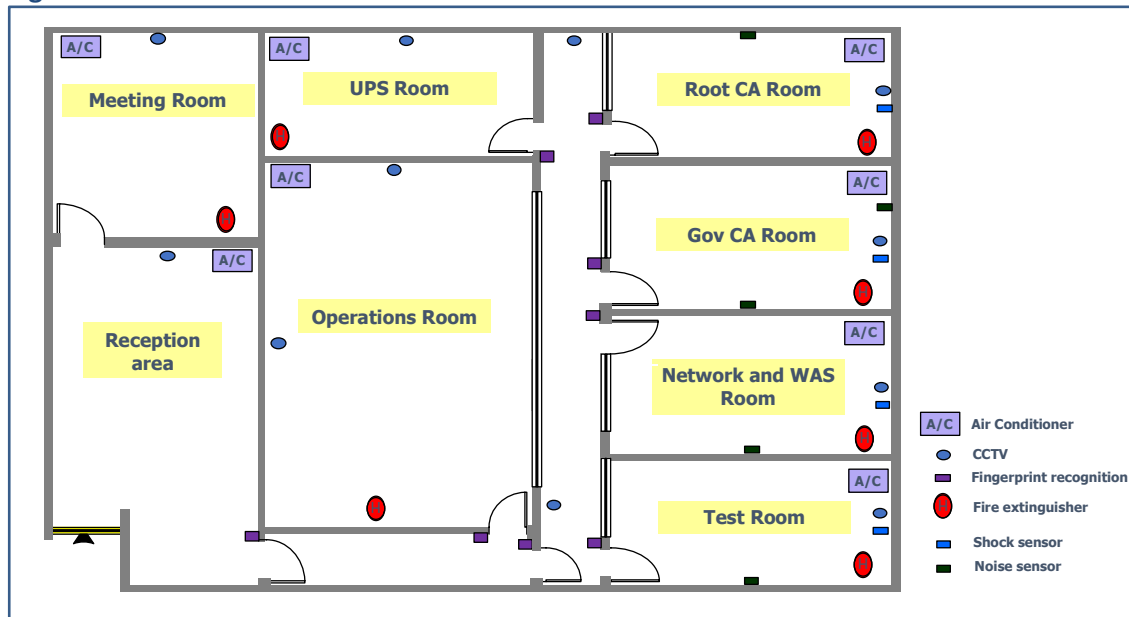 A/C
A/C
A/C
Meeting Room
UPS Room
Root CA Room
A/C
A/C
Gov CA Room
A/C
Operations Room
Reception
area
A/C
Network and WAS
Room
A/C
Test Room
A/C
Air Conditioner
CCTV
Fingerprint recognition
Fire extinguisher
Shock sensor
Noise sensor